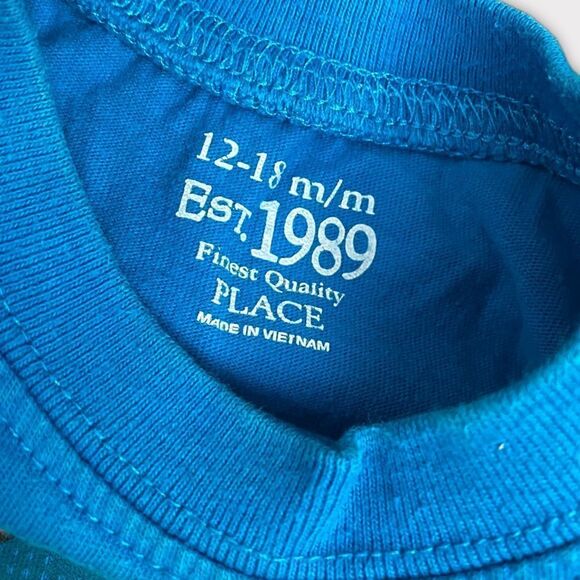 12-18 m/m
EST. 1989
Finest Quality
PLACE
MADE IN VIETNAM